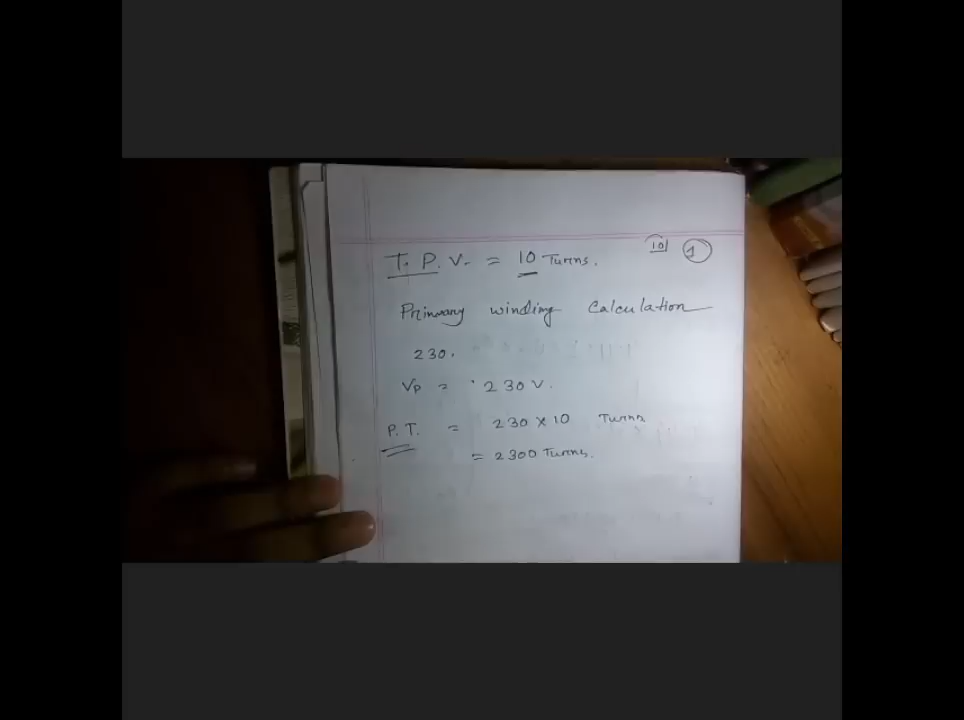 T. P. V. = 10 Turns.
10
1
Primary winding Calculation
230.
Vp = 230 V.
P. T. = 230 × 10 Turns
= 2300 Turns.